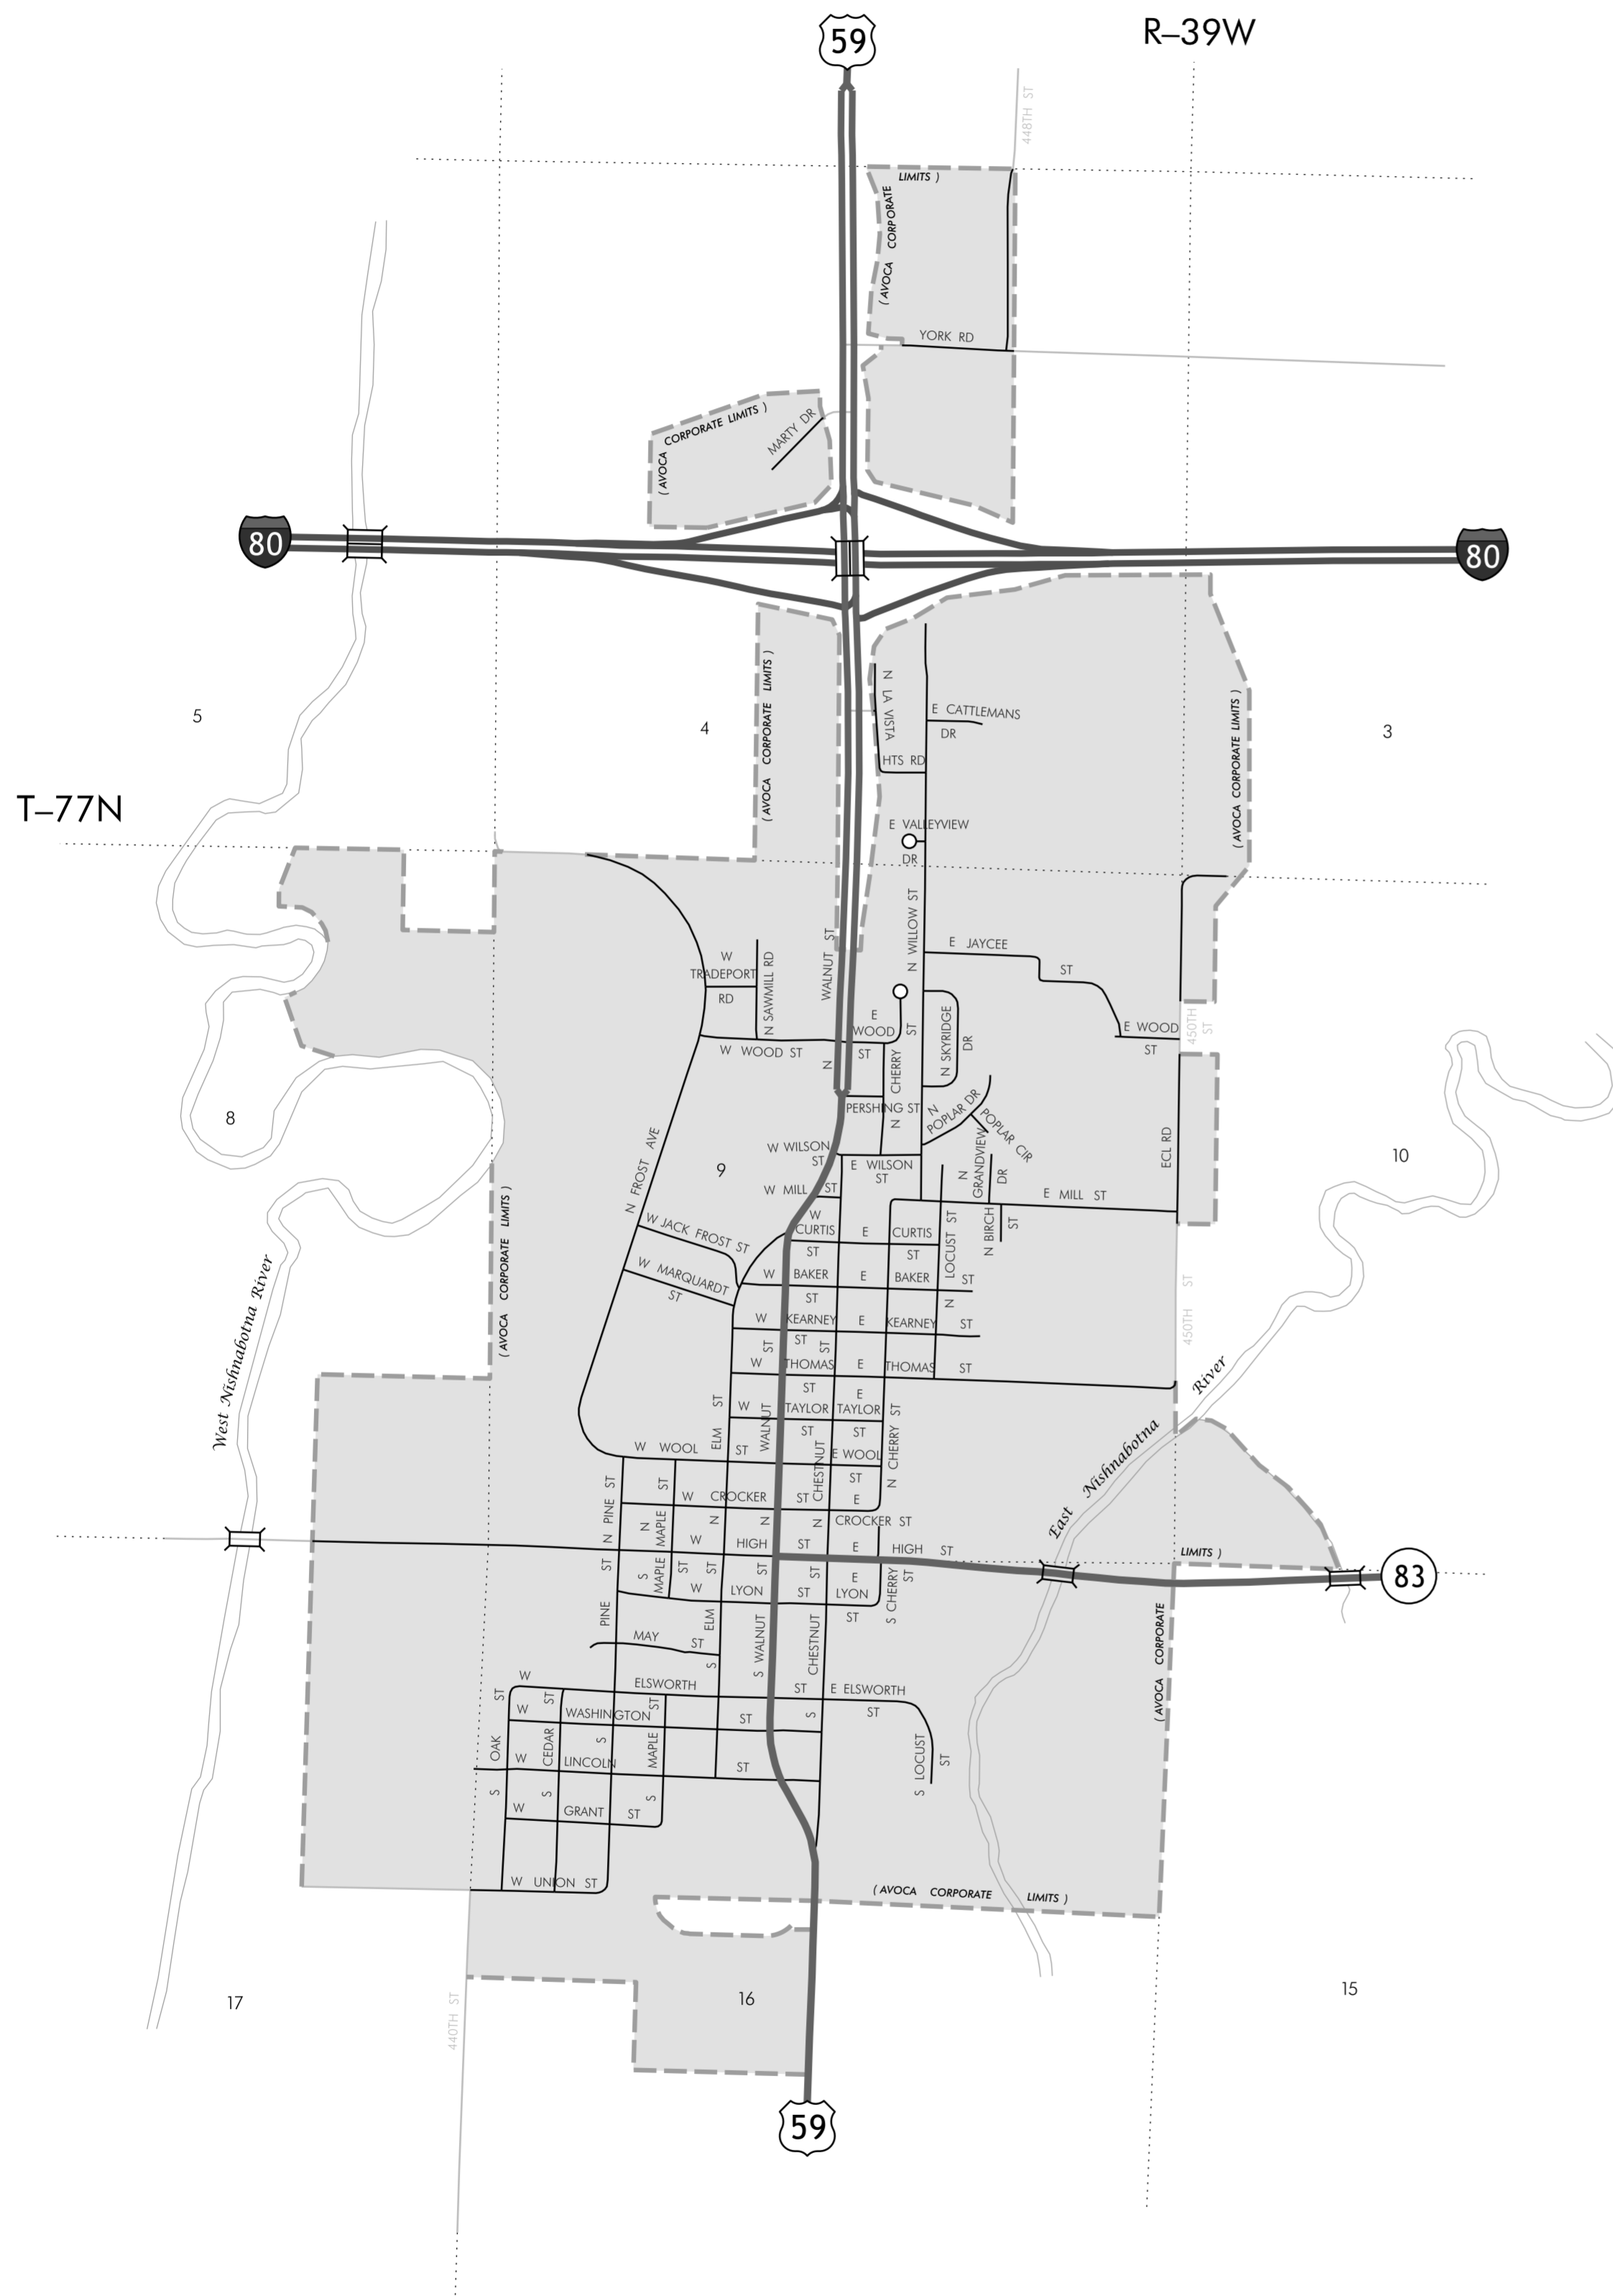 59
R–39W
448TH ST
LIMITS )
( AVOCA CORPORATE
YORK RD
CORPORATE LIMITS )
( AVOCA
MARTY DR
80
80
5
4
3
( AVOCA CORPORATE LIMITS )
N LA VISTA
HTS RD
E CATTLEMANS
DR
( AVOCA CORPORATE LIMITS )
T–77N
E VALLEYVIEW
DR
N WILLOW ST
WALNUT ST
N
E JAYCEE
ST
W
TRADEPORT
RD
N SAWMILL RD
E
WOOD
ST
W WOOD ST
N CHERRY ST
N SKYRIDGE
DR
E WOOD
ST
450TH
ST
8
PERSHING ST
N
POPLAR DR
POPLAR CIR
N FROST AVE
9
W WILSON
ST
E WILSON
ST
N
GRANDVIEW
DR
ECL RD
10
W MILL ST
E MILL ST
( AVOCA CORPORATE LIMITS )
W JACK FROST ST
W
CURTIS
ST
E CURTIS
ST
N LOCUST ST
N BIRCH
ST
W MARQUARDT
ST
W BAKER
ST
E BAKER ST
W KEARNEY
ST
E KEARNEY ST
W THOMAS
ST
E THOMAS ST
450TH ST
West Nishnabotna River
East Nishnabotna River
W TAYLOR
ST
E
TAYLOR
ST
W WOOL ST
E WOOL
ST
N ELM ST
N WALNUT ST
N CHESTNUT ST
N CHERRY ST
N PINE ST
N MAPLE ST
W CROCKER ST
E
CROCKER ST
W HIGH ST
E HIGH ST
LIMITS )
83
S MAPLE ST
W LYON ST
E
LYON
ST
S CHERRY
ST
S PINE ST
S ELM ST
S WALNUT ST
S CHESTNUT ST
MAY ST
( AVOCA CORPORATE
W ELSWORTH ST
E ELSWORTH
ST
W WASHINGTON ST
S OAK ST
S CEDAR ST
S MAPLE ST
W LINCOLN ST
S LOCUST
ST
W GRANT ST
W UNION ST
( AVOCA CORPORATE LIMITS )
17
16
15
440TH ST
59